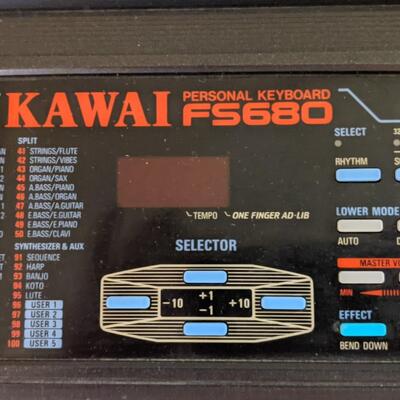 KAWAI PERSONAL KEYBOARD FS680
SPLIT
41 STRINGS/FLUTE
42 STRINGS/VIBES
43 ORGAN/PIANO
44 ORGAN/SAX
45 A.BASS/PIANO
46 A.BASS/ORGAN
47 A.BASS/A.GUITAR
48 E.BASS/E.GUITAR
49 E.BASS/E.PIANO
50 E.BASS/CLAVI
SYNTHESIZER & AUX
91 SEQUENCE
92 HARP
93 BANJO
94 KOTO
95 LUTE
96 USER 1
97 USER 2
98 USER 3
99 USER 4
100 USER 5
TEMPO ONE FINGER AD-LIB
SELECTOR
-10 +1 +10
-1
SELECT
RHYTHM
LOWER MODE
AUTO
MASTER VO
MIN
EFFECT
BEND DOWN